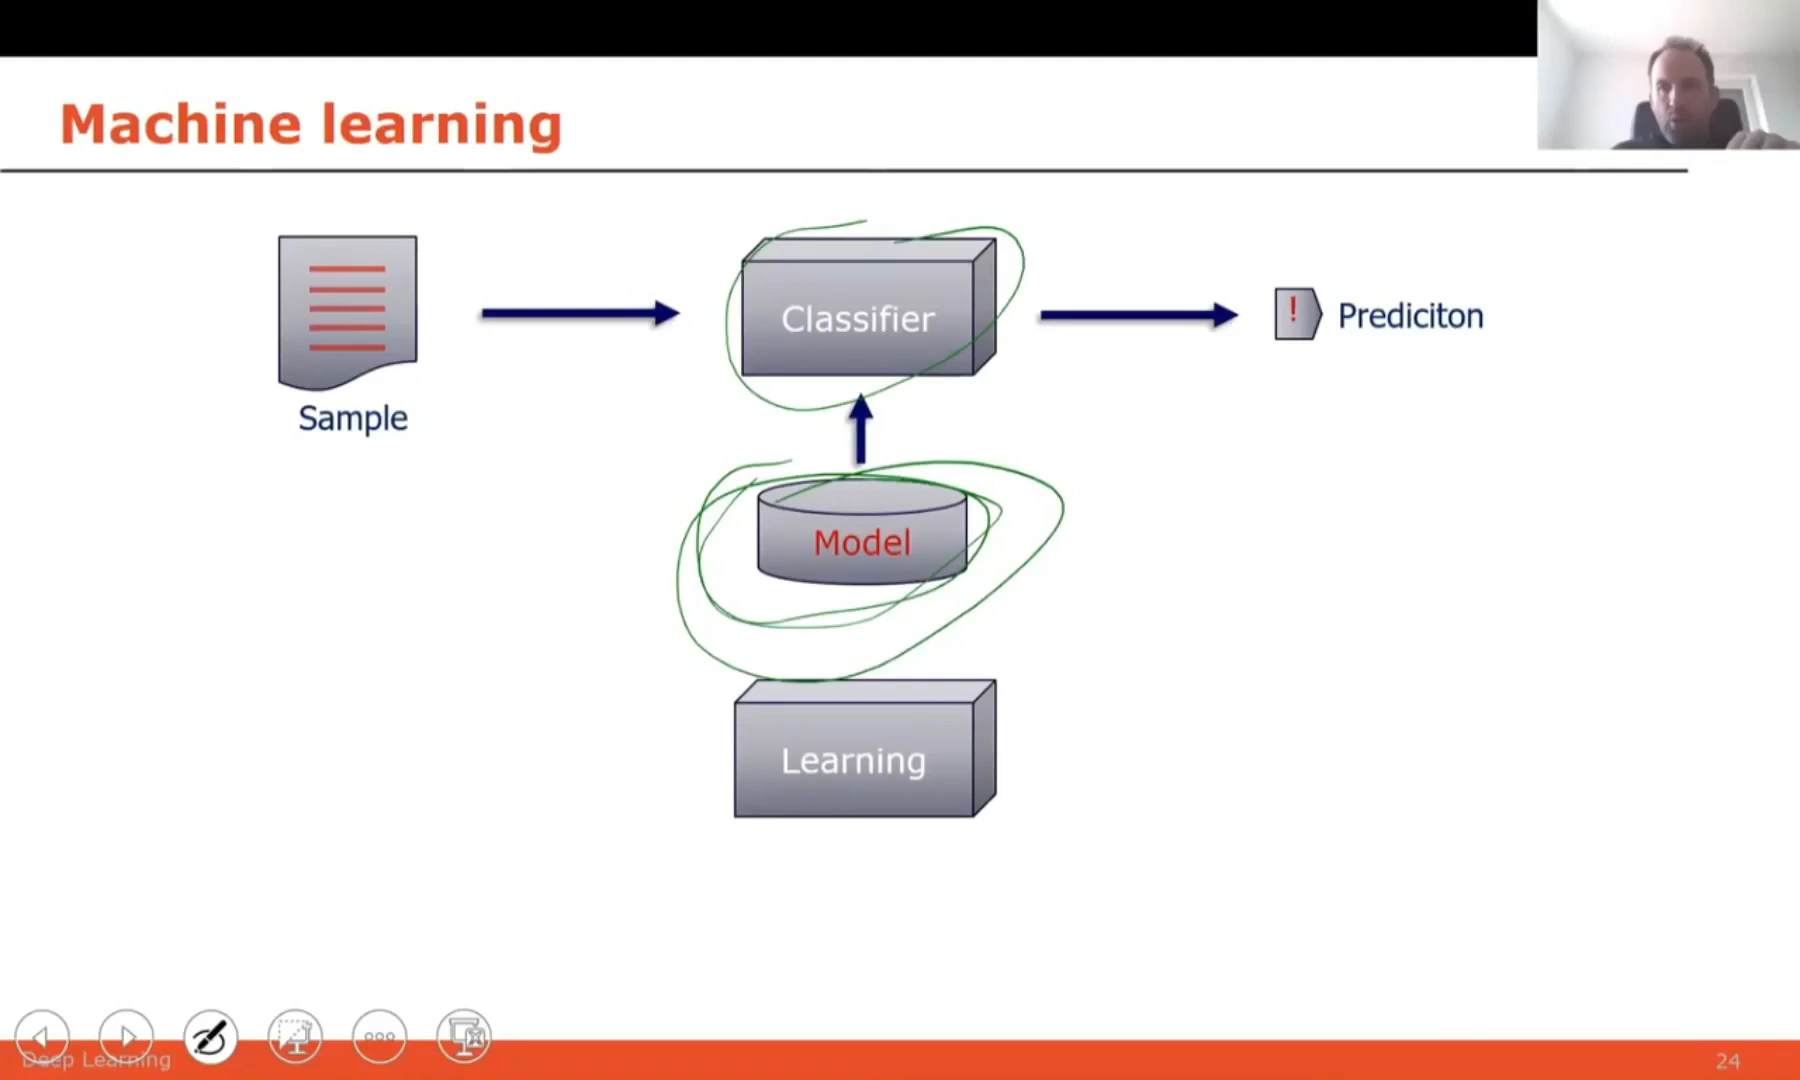 Machine learning
Classifier
! Prediciton
Sample
Model
Learning
Deep Learning
24